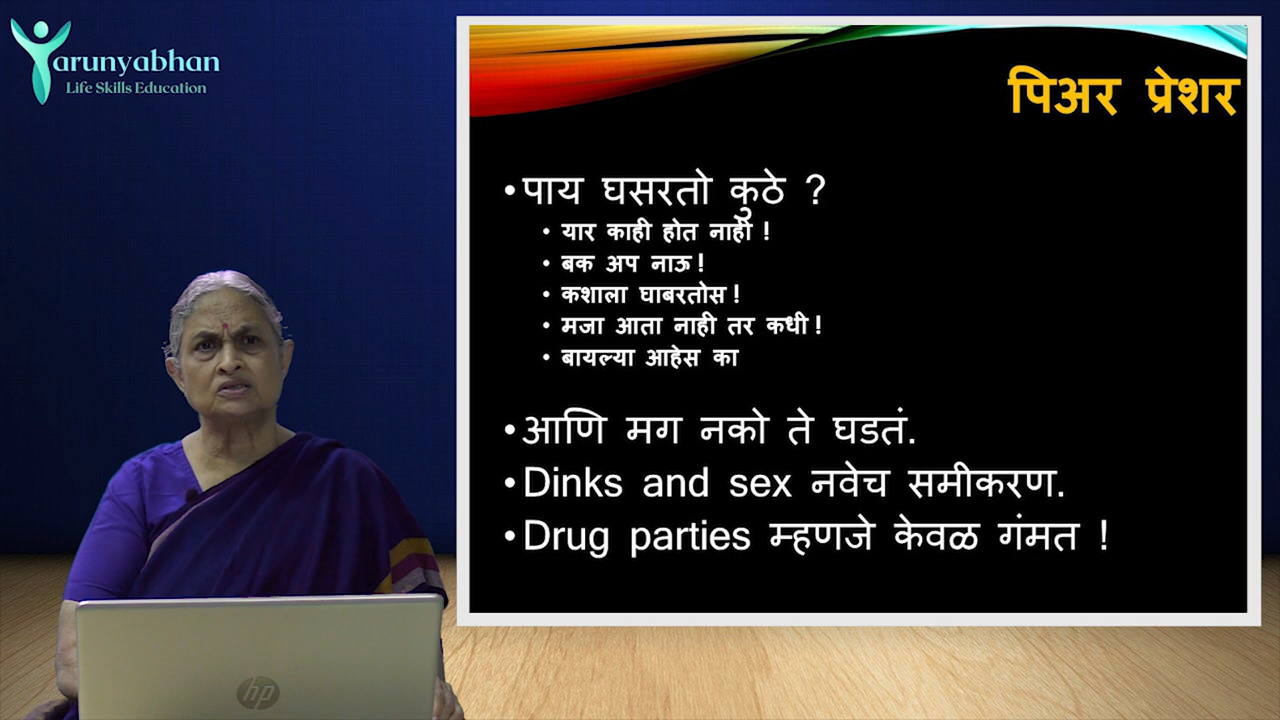 arunyabhan
Life Skills Education
पिअर प्रेशर
•पाय घसरतो कुठे ?
• यार काही होत नाही !
• बक अप नाऊ !
• कशाला घाबरतोस !
• मजा आता नाही तर कधी !
• बायल्या आहेस का
•आणि मग नको ते घडतं.
•Dinks and sex नवेच समीकरण.
•Drug parties म्हणजे केवळ गंमत !
hp